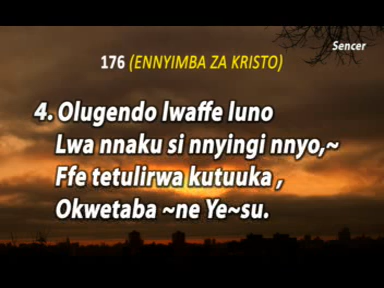 Sencer
176 (ENNYIMBA ZA KRISTO)
4. Olugendo lwaffe luno
Lwa nnaku si nnyingi nnyo,~
Ffe tetulirwa kutuuka ,
Okwetaba ~ne Ye~su.